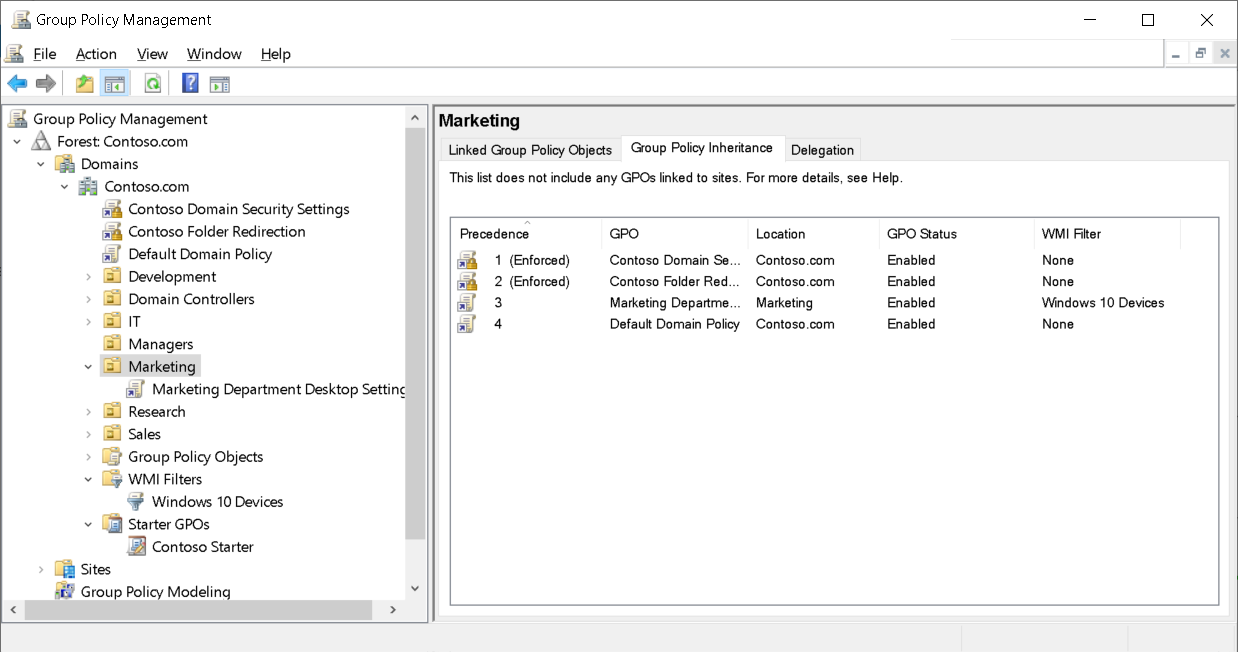 Group Policy Management
File Action View Window Help
Group Policy Management
Forest: Contoso.com
Domains
Contoso.com
Contoso Domain Security Settings
Contoso Folder Redirection
Default Domain Policy
Development
Domain Controllers
IT
Managers
Marketing
Marketing Department Desktop Setting
Research
Sales
Group Policy Objects
WMI Filters
Windows 10 Devices
Starter GPOs
Contoso Starter
Sites
Group Policy Modeling
Marketing
Linked Group Policy Objects Group Policy Inheritance Delegation
This list does not include any GPOs linked to sites. For more details, see Help.
Precedence GPO Location GPO Status WMI Filter
1 (Enforced) Contoso Domain Se... Contoso.com Enabled None
2 (Enforced) Contoso Folder Red... Contoso.com Enabled None
3 Marketing Departme... Marketing Enabled Windows 10 Devices
4 Default Domain Policy Contoso.com Enabled None